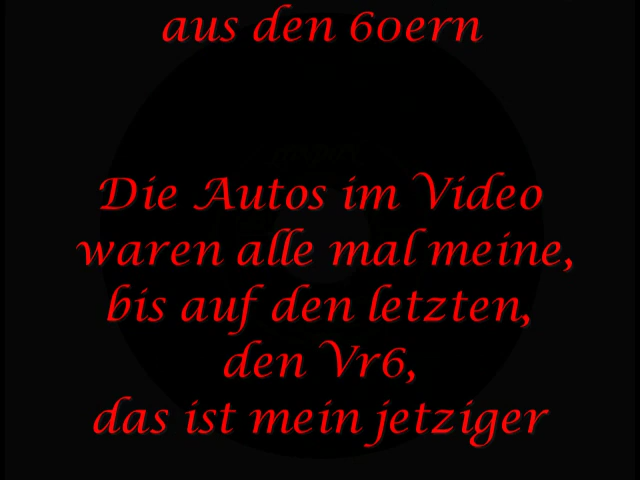 aus den 60ern
Die Autos im Video
waren alle mal meine,
bis auf den letzten,
den Vr6,
das ist mein jetziger